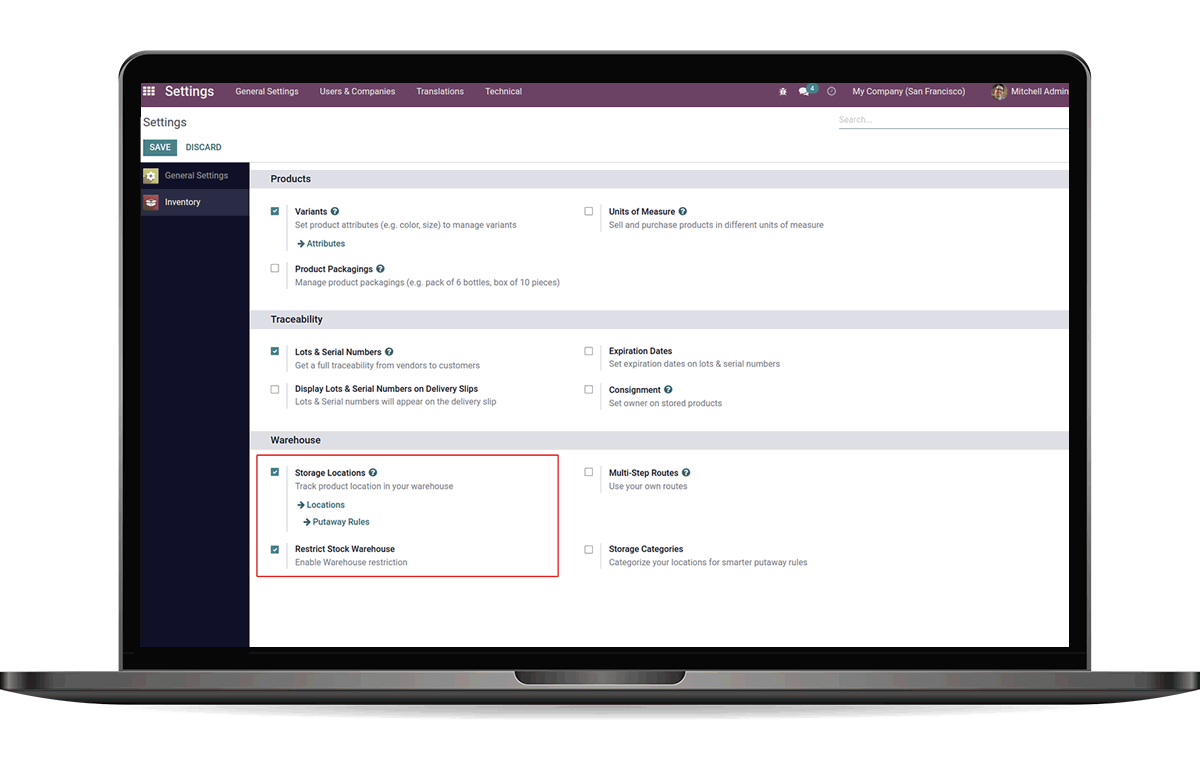 Settings General Settings Users & Companies Translations Technical 4 My Company (San Francisco) Mitchell Admin
Settings
Search...
SAVE DISCARD
General Settings
Inventory
Products
Variants ?
Set product attributes (e.g. color, size) to manage variants
Attributes
Units of Measure ?
Sell and purchase products in different units of measure
Product Packagings ?
Manage product packagings (e.g. pack of 6 bottles, box of 10 pieces)
Traceability
Lots & Serial Numbers ?
Get a full traceability from vendors to customers
Expiration Dates
Set expiration dates on lots & serial numbers
Display Lots & Serial Numbers on Delivery Slips
Lots & Serial numbers will appear on the delivery slip
Consignment ?
Set owner on stored products
Warehouse
Storage Locations ?
Track product location in your warehouse
Locations
Putaway Rules
Multi-Step Routes ?
Use your own routes
Restrict Stock Warehouse
Enable Warehouse restriction
Storage Categories
Categorize your locations for smarter putaway rules